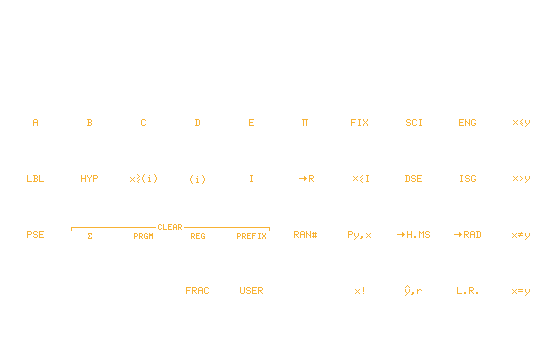 A B C D E π FIX SCI ENG x≤y
LBL HYP x≷(i) (i) I →R x≷I DSE ISG x>y
CLEAR
PSE Σ PRGM REG PREFIX RAN# Py,x →H.MS →RAD x≠y
FRAC USER x! ŷ,r L.R. x=y